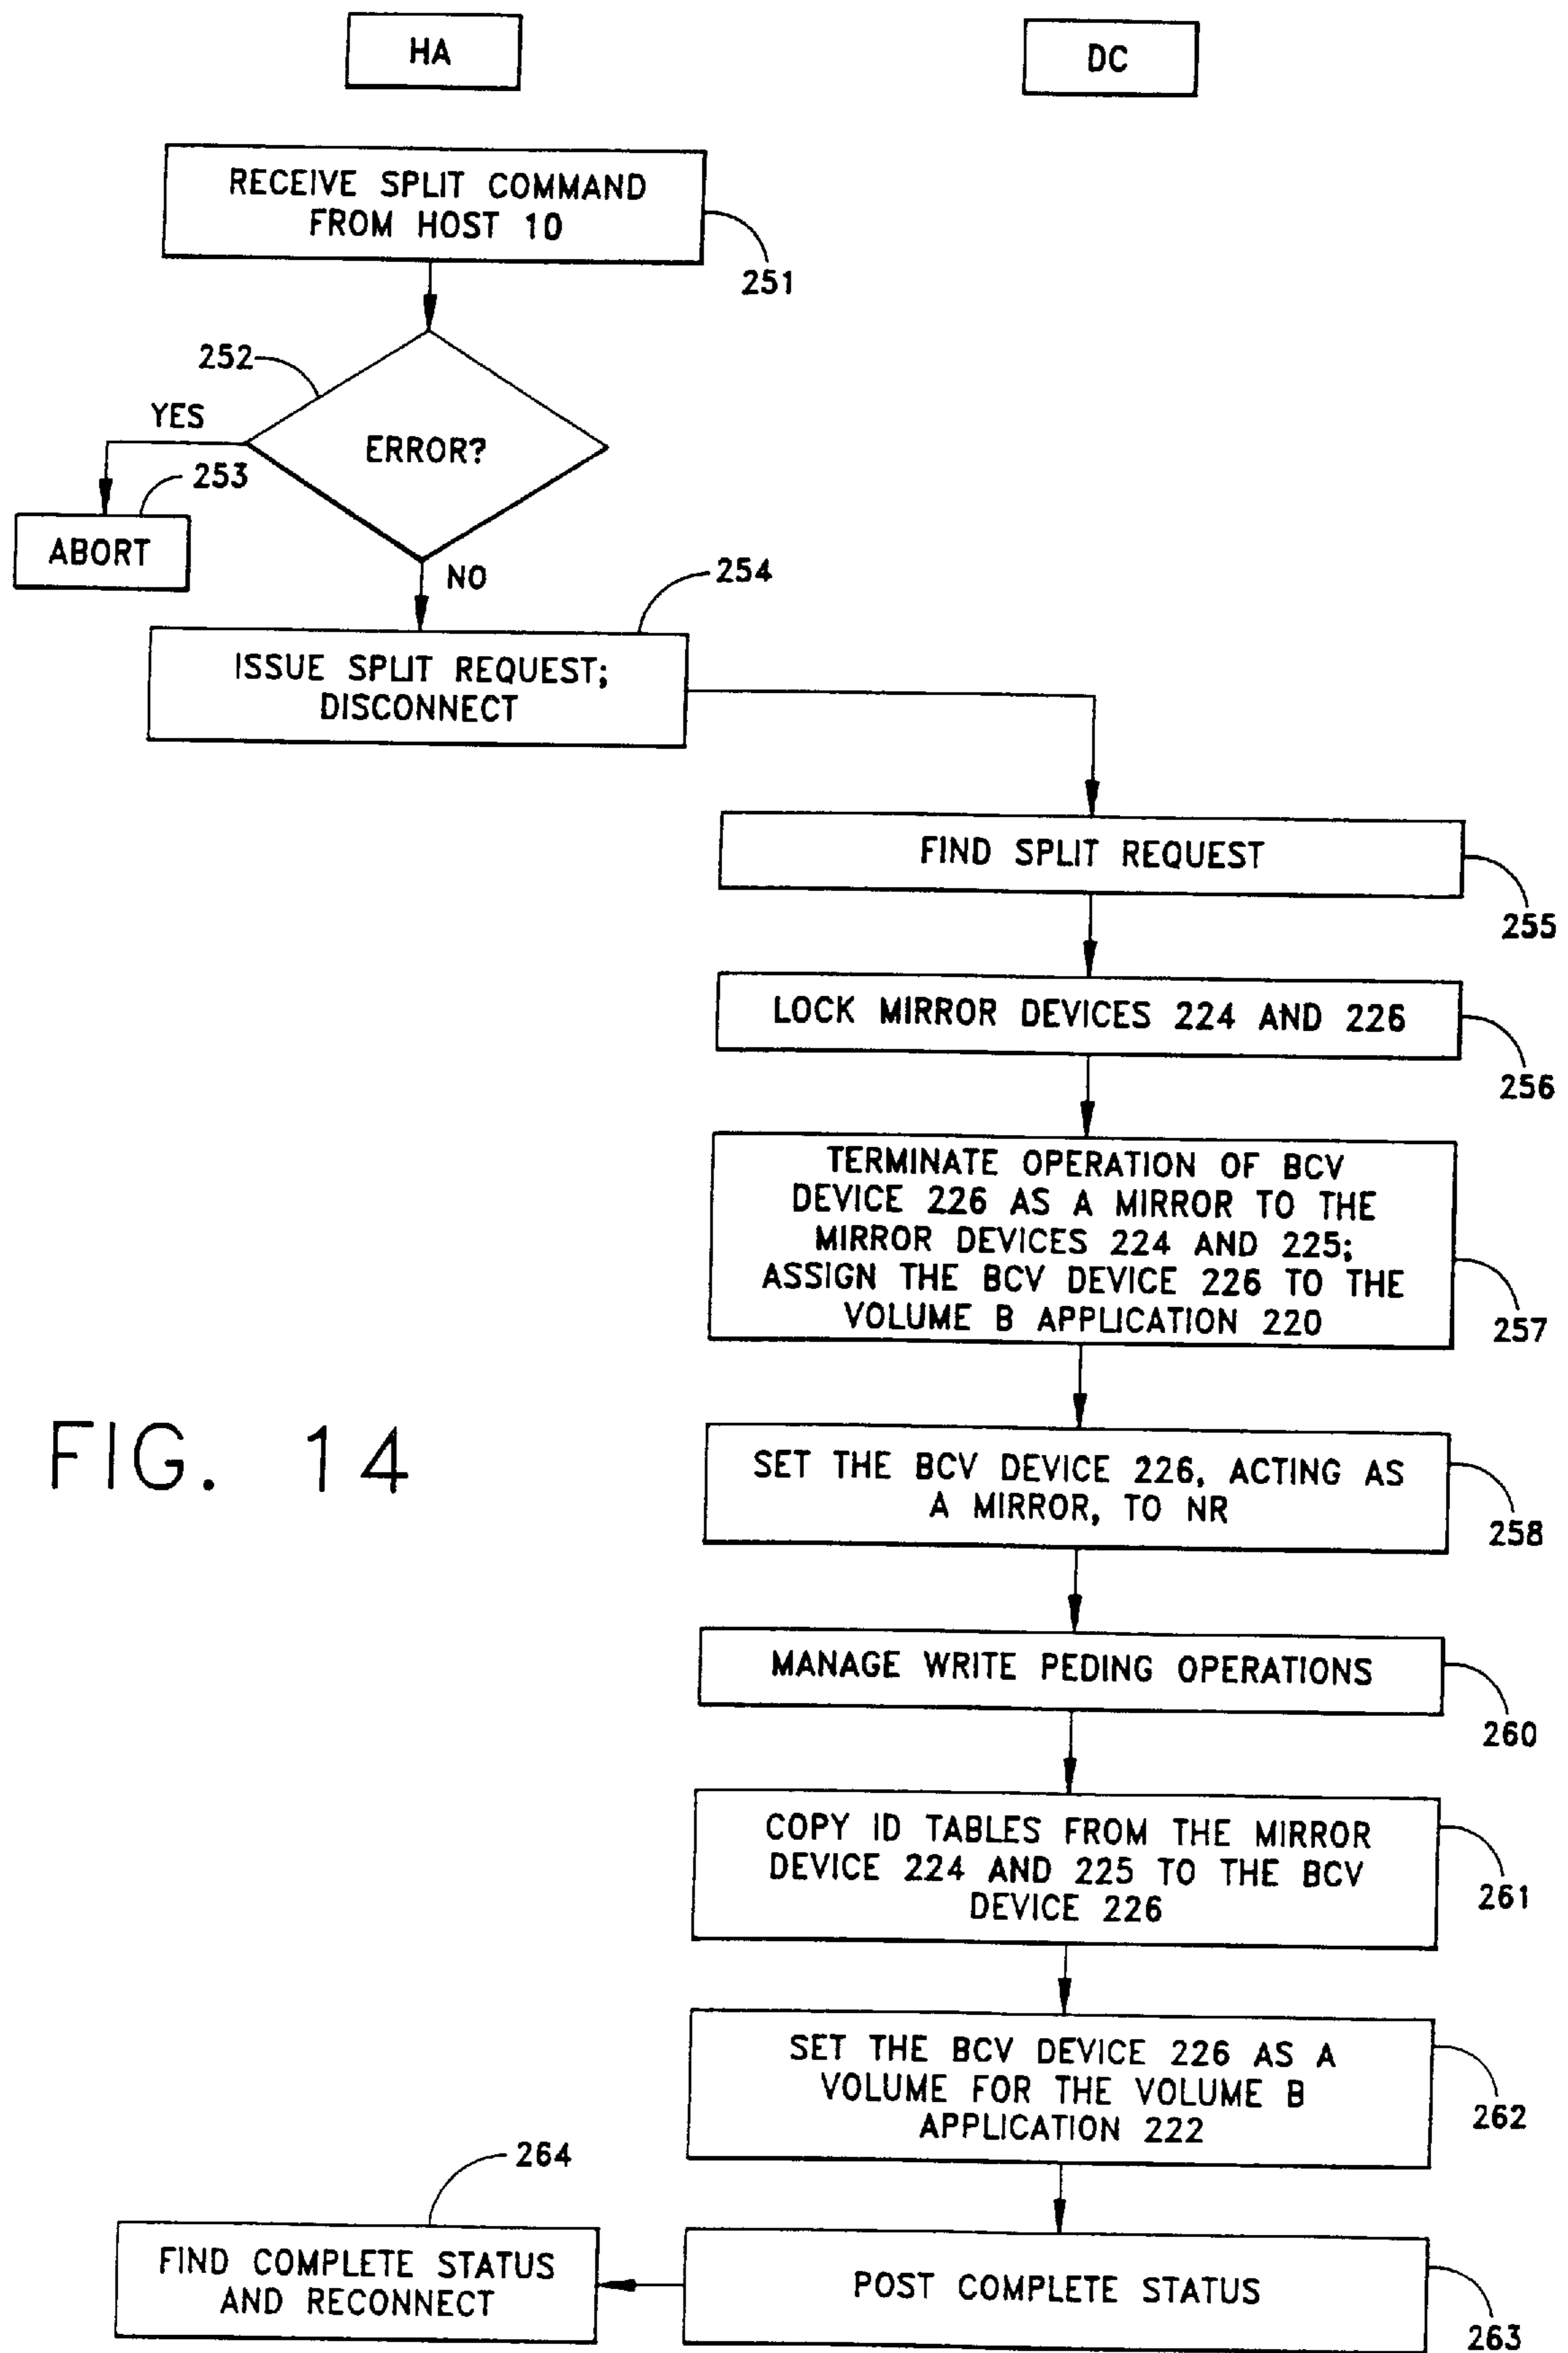 HA
DC
RECEIVE SPLIT COMMAND
FROM HOST 10
251
252
YES
ERROR?
253
ABORT
NO
254
ISSUE SPLIT REQUEST;
DISCONNECT
FIND SPLIT REQUEST
255
LOCK MIRROR DEVICES 224 AND 226
256
TERMINATE OPERATION OF BCV
DEVICE 226 AS A MIRROR TO THE
MIRROR DEVICES 224 AND 225;
ASSIGN THE BCV DEVICE 226 TO THE
VOLUME B APPLICATION 220
257
FIG. 14
SET THE BCV DEVICE 226, ACTING AS
A MIRROR, TO NR
258
MANAGE WRITE PEDING OPERATIONS
260
COPY ID TABLES FROM THE MIRROR
DEVICE 224 AND 225 TO THE BCV
DEVICE 226
261
SET THE BCV DEVICE 226 AS A
VOLUME FOR THE VOLUME B
APPLICATION 222
262
264
FIND COMPLETE STATUS
AND RECONNECT
POST COMPLETE STATUS
263